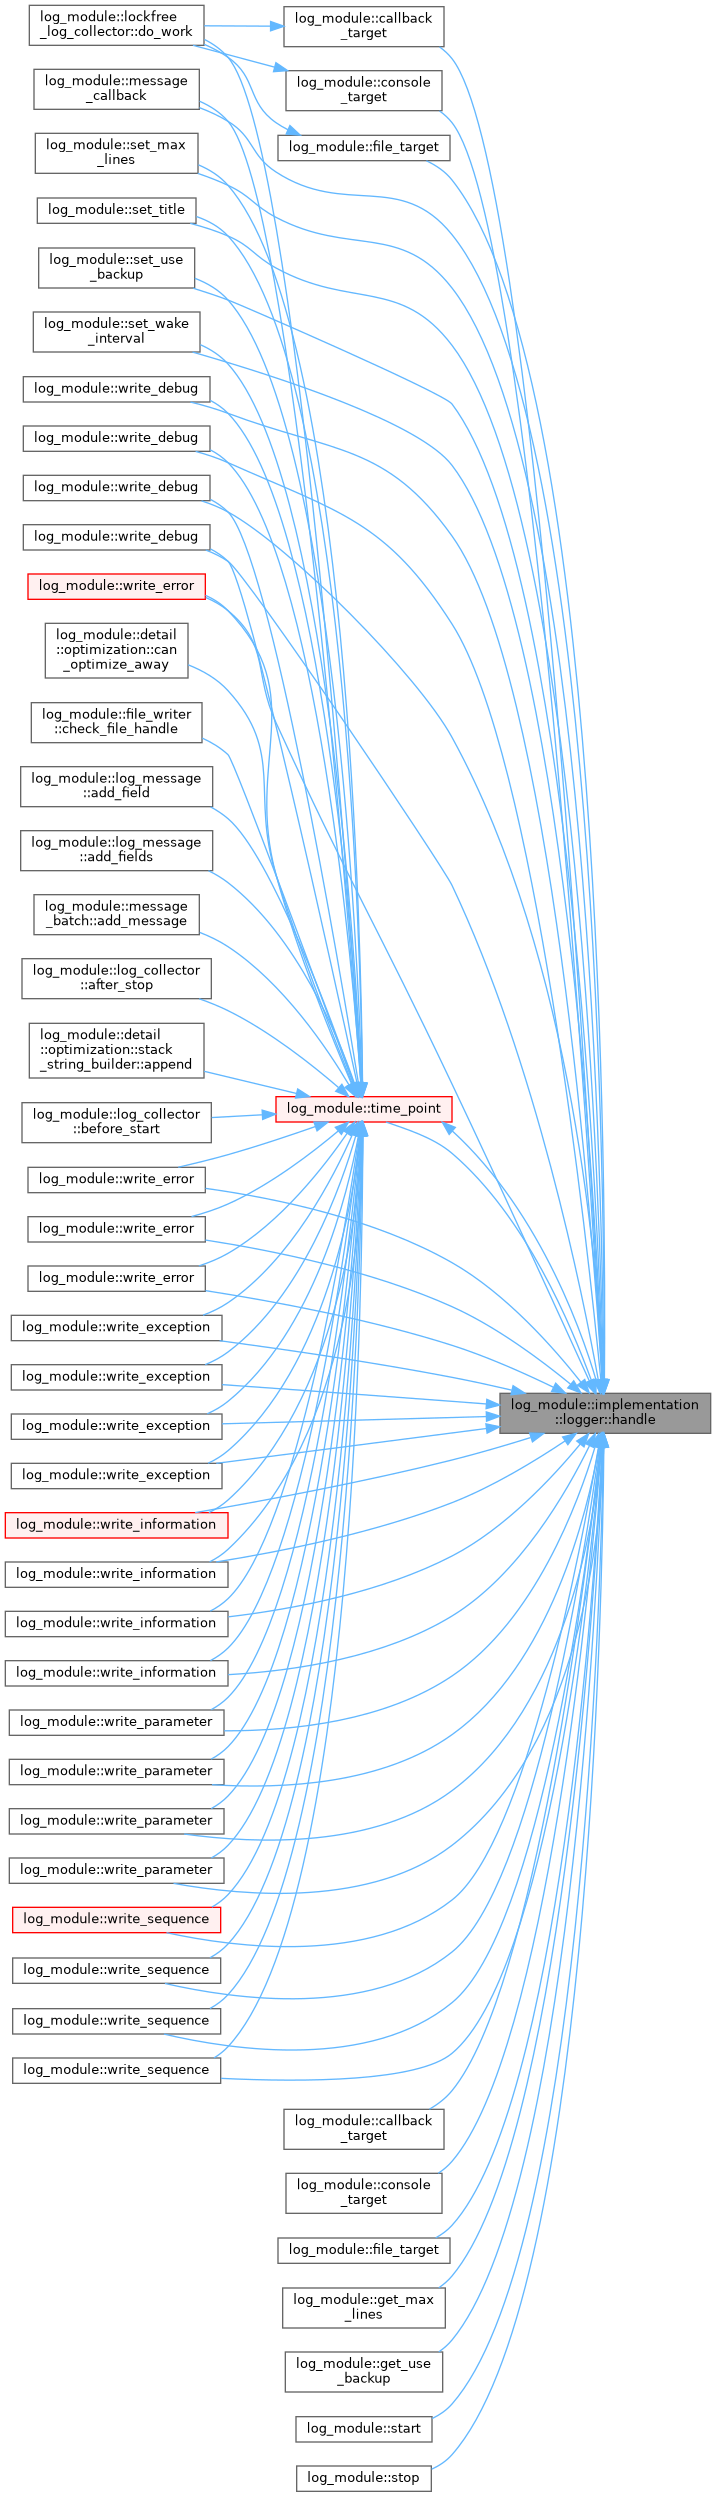 log_module::lockfree
_log_collector::do_work
log_module::callback
_target
log_module::message
_callback
log_module::console
_target
log_module::set_max
_lines
log_module::file_target
log_module::set_title
log_module::set_use
_backup
log_module::set_wake
_interval
log_module::write_debug
log_module::write_debug
log_module::write_debug
log_module::write_debug
log_module::write_error
log_module::detail
::optimization::can
_optimize_away
log_module::file_writer
::check_file_handle
log_module::log_message
::add_field
log_module::log_message
::add_fields
log_module::message
_batch::add_message
log_module::log_collector
::after_stop
log_module::detail
::optimization::stack
_string_builder::append
log_module::log_collector
::before_start
log_module::time_point
log_module::write_error
log_module::write_error
log_module::write_error
log_module::write_exception
log_module::write_exception
log_module::implementation
::logger::handle
log_module::write_exception
log_module::write_exception
log_module::write_information
log_module::write_information
log_module::write_information
log_module::write_information
log_module::write_parameter
log_module::write_parameter
log_module::write_parameter
log_module::write_parameter
log_module::write_sequence
log_module::write_sequence
log_module::write_sequence
log_module::write_sequence
log_module::callback
_target
log_module::console
_target
log_module::file_target
log_module::get_max
_lines
log_module::get_use
_backup
log_module::start
log_module::stop